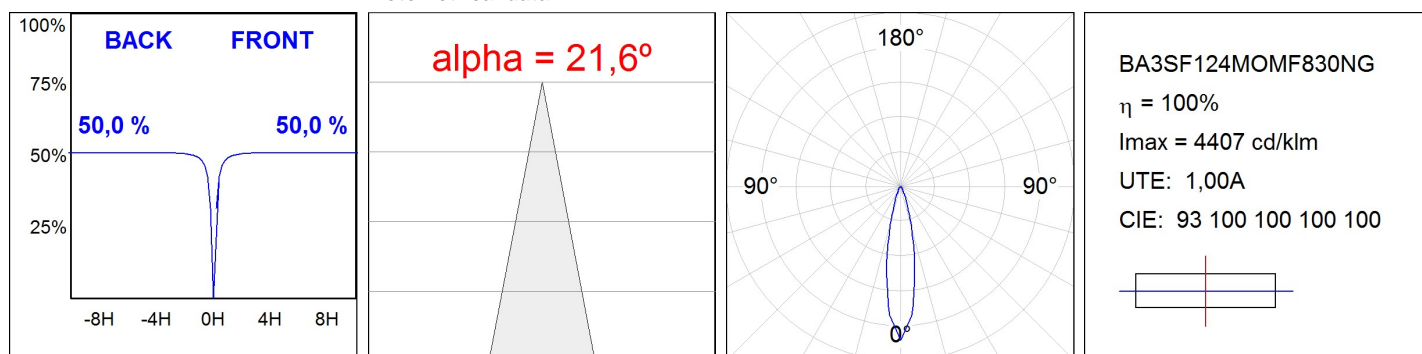 100%
BACK FRONT
75%
50,0 % 50,0 %
50%
25%
-8H -4H 0H 4H 8H
alpha = 21,6º
180°
90° 90°
0°
BA3SF124MOMF830NG
η = 100%
Imax = 4407 cd/klm
UTE: 1,00A
CIE: 93 100 100 100 100